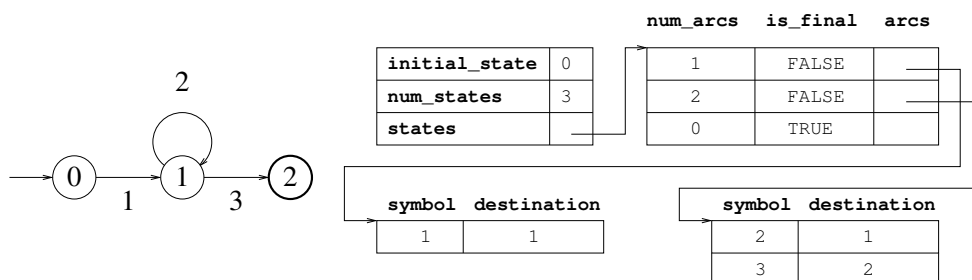 num_arcs is_final arcs
initial_state 0
num_states 3
states
1 FALSE
2 FALSE
0 TRUE
2
0 1 2
1 3
symbol destination
1 1
symbol destination
2 1
3 2